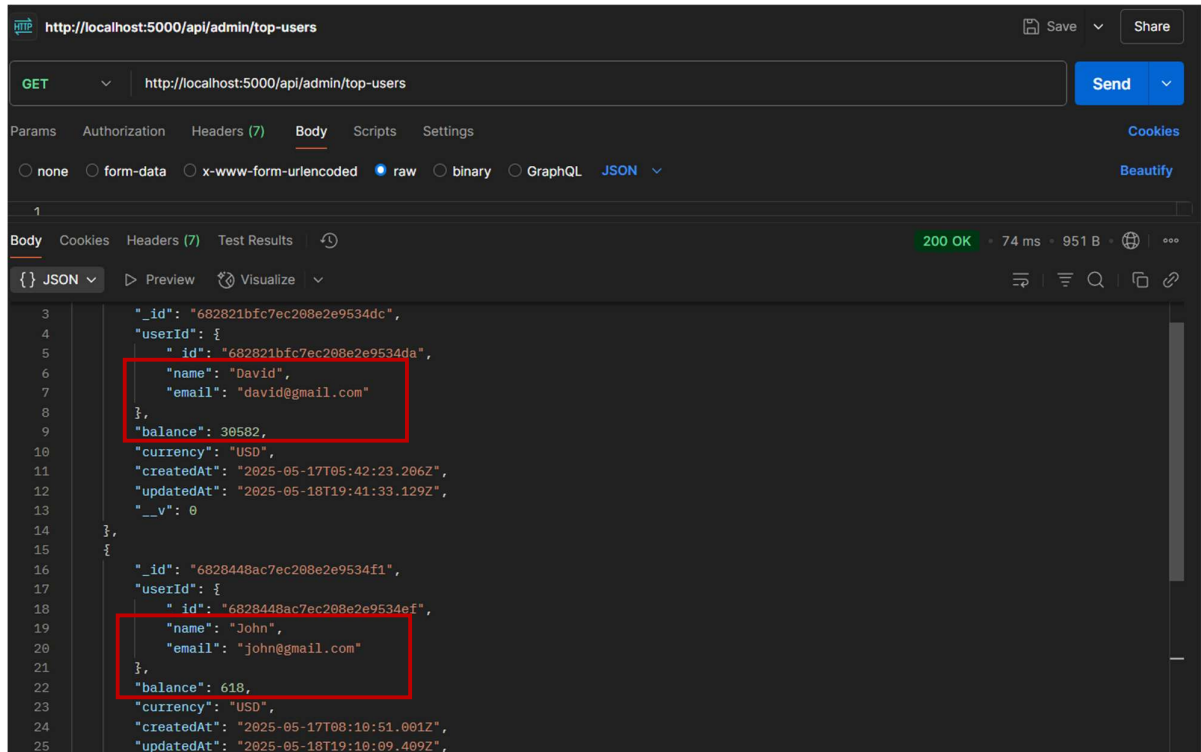 HTTP http://localhost:5000/api/admin/top-users Save Share
GET http://localhost:5000/api/admin/top-users Send
Params Authorization Headers (7) Body Scripts Settings Cookies
none form-data x-www-form-urlencoded raw binary GraphQL JSON Beautify
1
Body Cookies Headers (7) Test Results 200 OK 74 ms 951 B
{} JSON Preview Visualize
3 "_id": "682821bfc7ec208e2e9534dc",
4 "userId": {
5 "_id": "682821bfc7ec208e2e9534da",
6 "name": "David",
7 "email": "david@gmail.com"
8 },
9 "balance": 30582,
10 "currency": "USD",
11 "createdAt": "2025-05-17T05:42:23.206Z",
12 "updatedAt": "2025-05-18T19:41:33.129Z",
13 "__v": 0
14 },
15 {
16 "_id": "6828448ac7ec208e2e9534f1",
17 "userId": {
18 "_id": "6828448ac7ec208e2e9534ef",
19 "name": "John",
20 "email": "john@gmail.com"
21 },
22 "balance": 618,
23 "currency": "USD",
24 "createdAt": "2025-05-17T08:10:51.001Z",
25 "updatedAt": "2025-05-18T19:10:09.409Z",